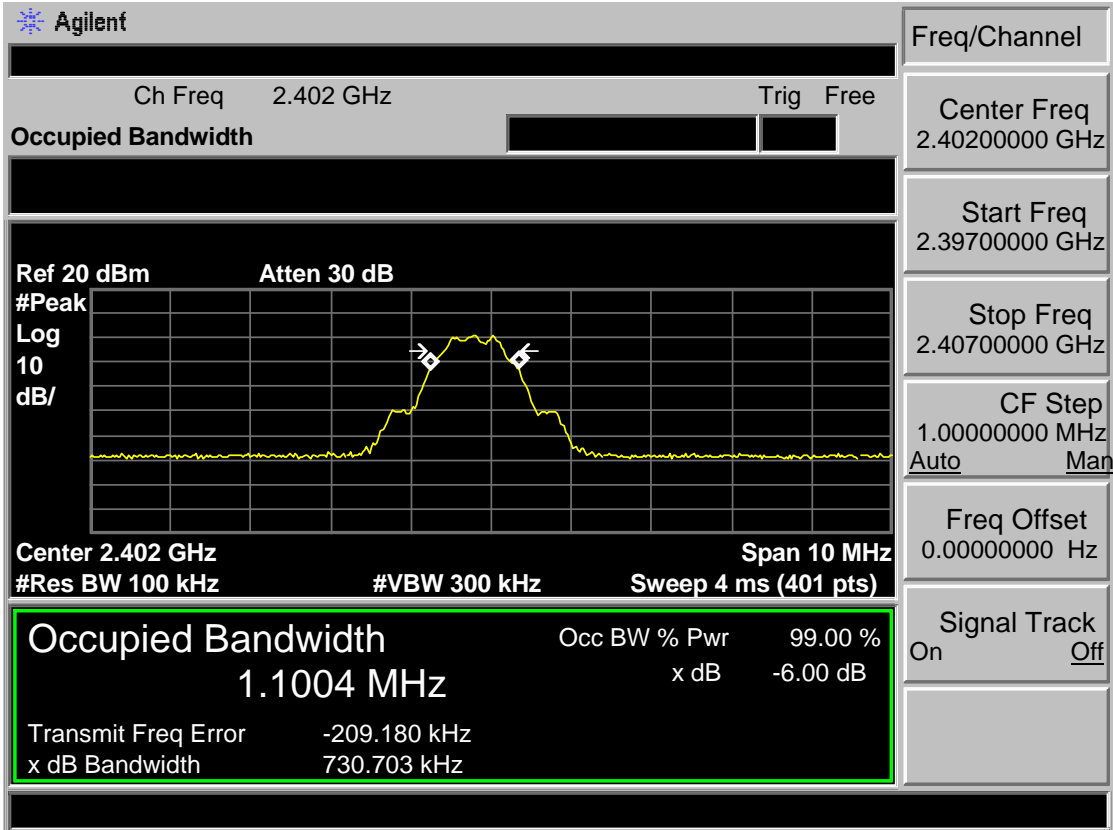 Agilent
Freq/Channel
Ch Freq 2.402 GHz Trig Free
Occupied Bandwidth
Center Freq
2.40200000 GHz
Start Freq
2.39700000 GHz
Stop Freq
2.40700000 GHz
CF Step
1.00000000 MHz
Auto Man
Freq Offset
0.00000000 Hz
Signal Track
On Off
Ref 20 dBm Atten 30 dB
#Peak
Log
10
dB/
Center 2.402 GHz Span 10 MHz
#Res BW 100 kHz #VBW 300 kHz Sweep 4 ms (401 pts)
Occupied Bandwidth
1.1004 MHz
Occ BW % Pwr 99.00 %
x dB -6.00 dB
Transmit Freq Error -209.180 kHz
x dB Bandwidth 730.703 kHz